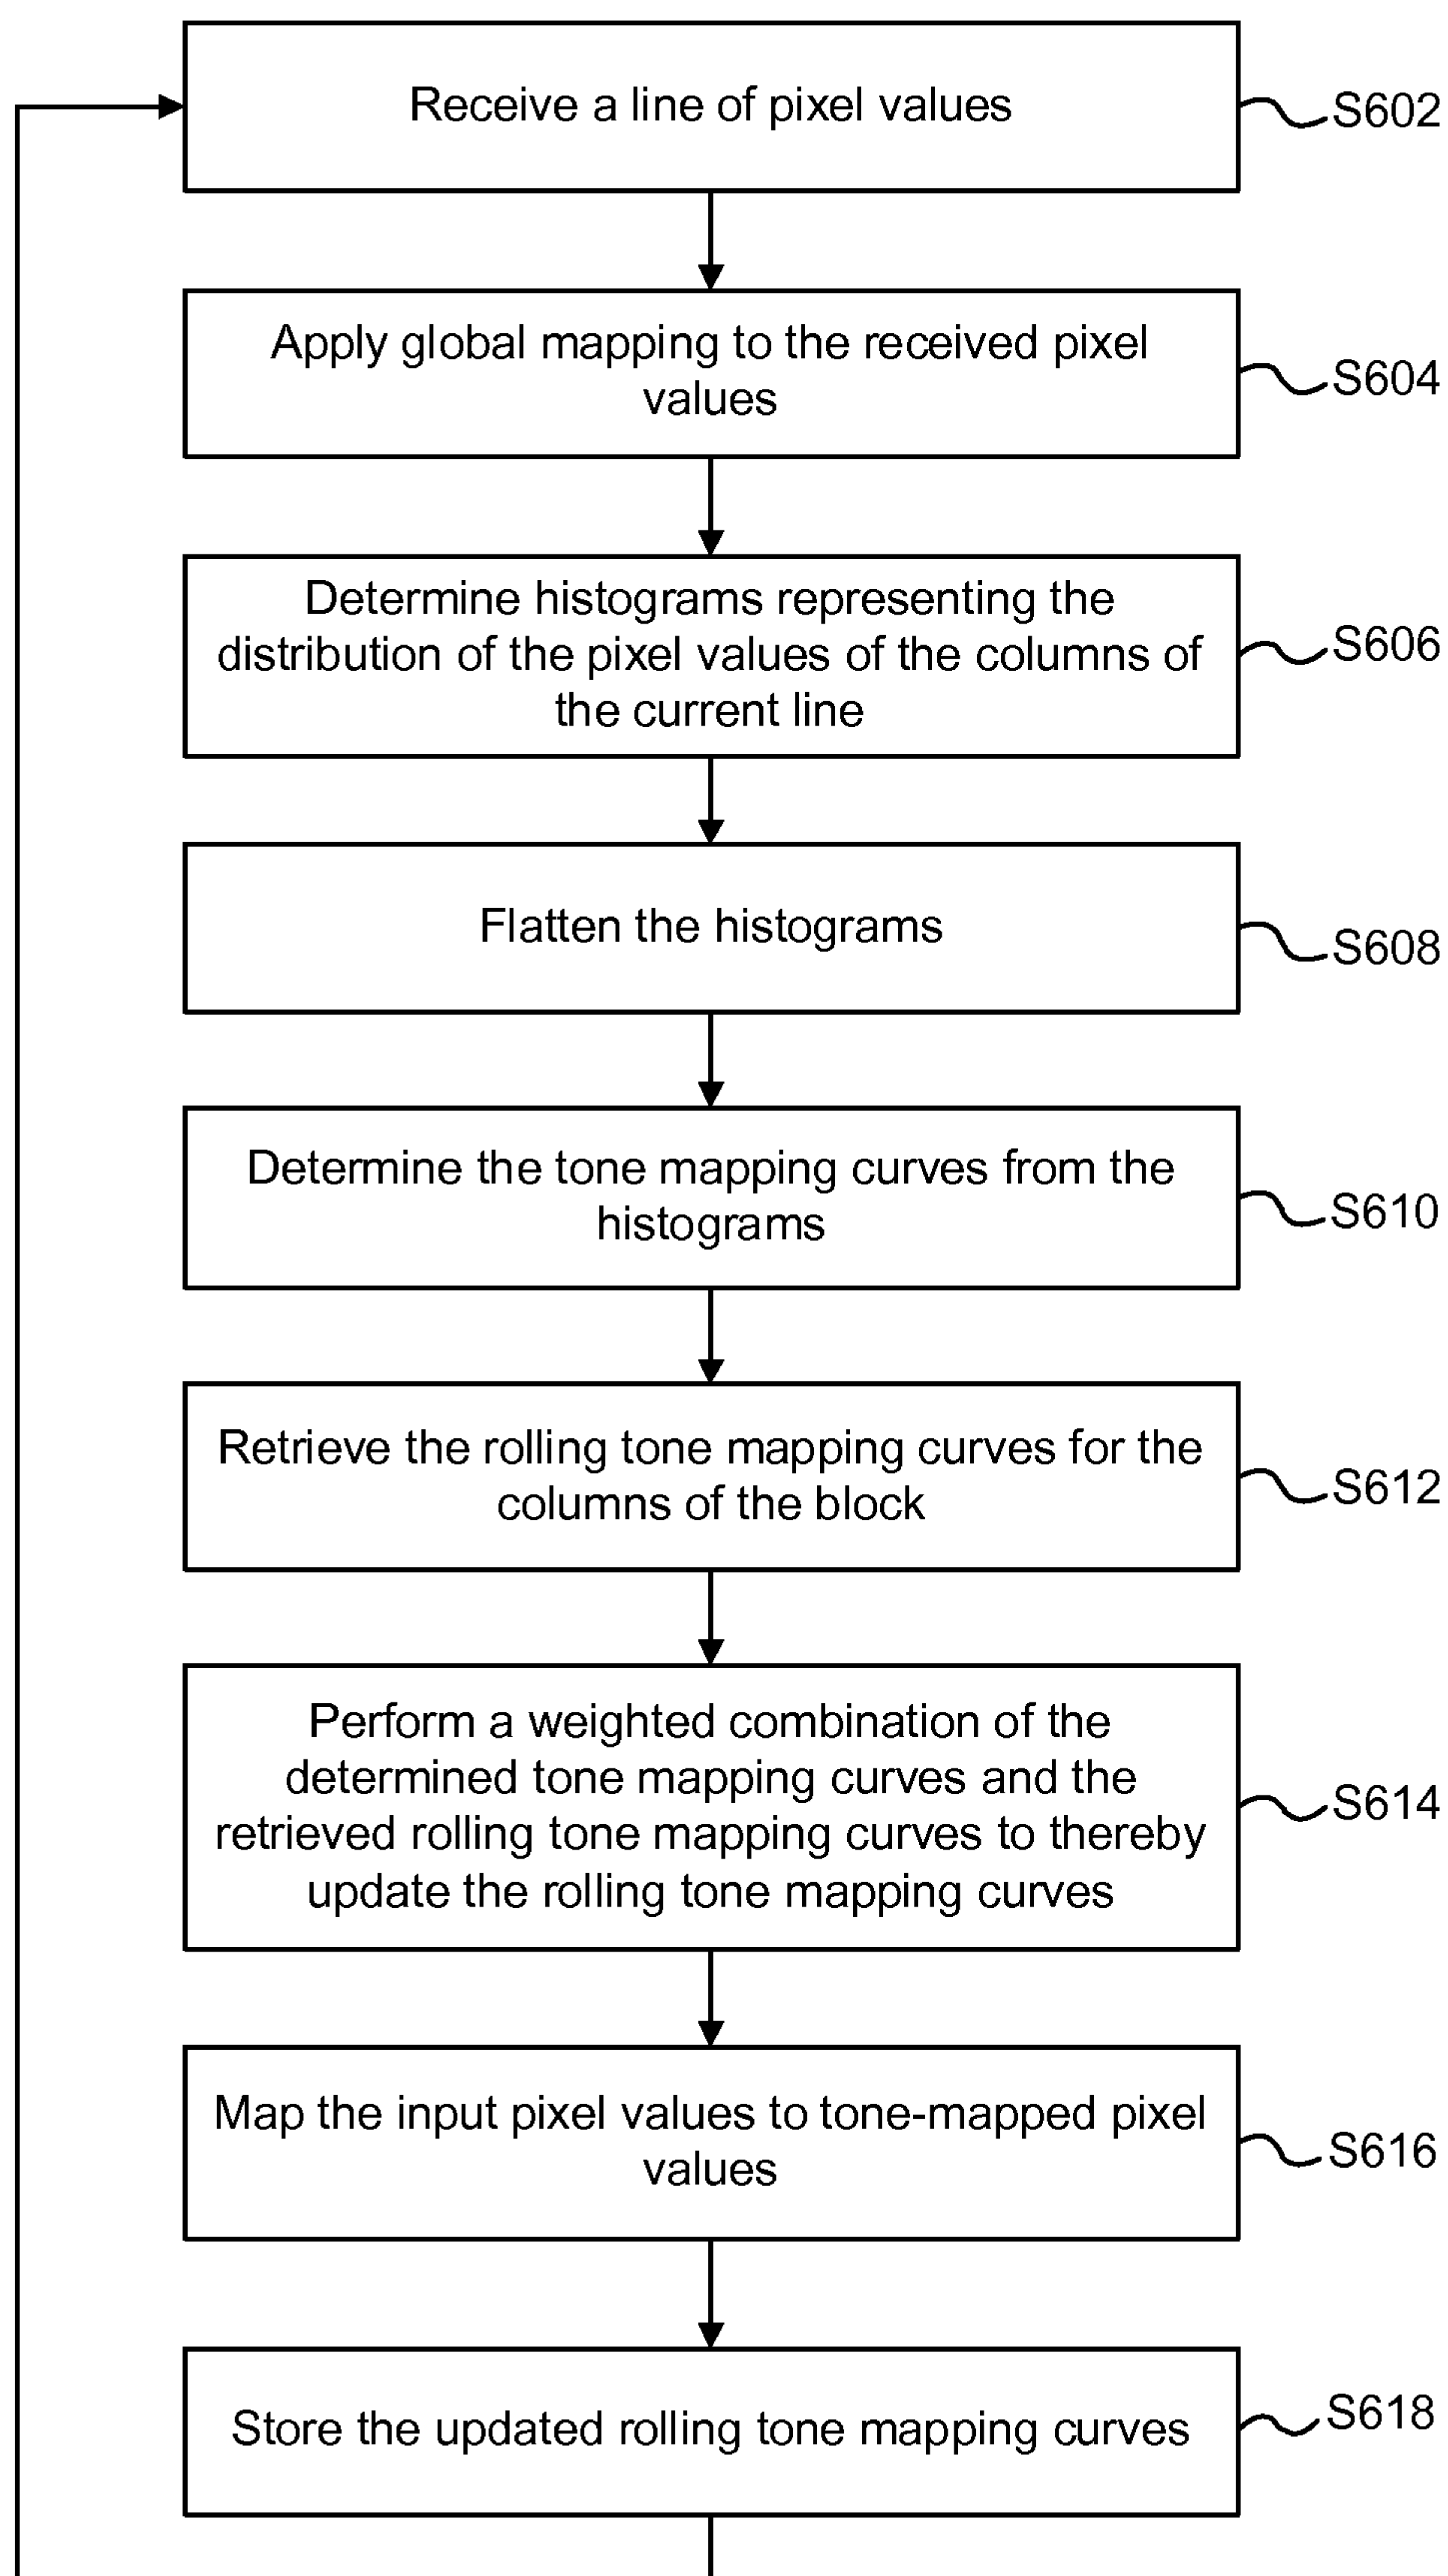 Receive a line of pixel values
S602
Apply global mapping to the received pixel
values
S604
Determine histograms representing the
distribution of the pixel values of the columns of
the current line
S606
Flatten the histograms
S608
Determine the tone mapping curves from the
histograms
S610
Retrieve the rolling tone mapping curves for the
columns of the block
S612
Perform a weighted combination of the
determined tone mapping curves and the
retrieved rolling tone mapping curves to thereby
update the rolling tone mapping curves
S614
Map the input pixel values to tone-mapped pixel
values
S616
Store the updated rolling tone mapping curves
S618